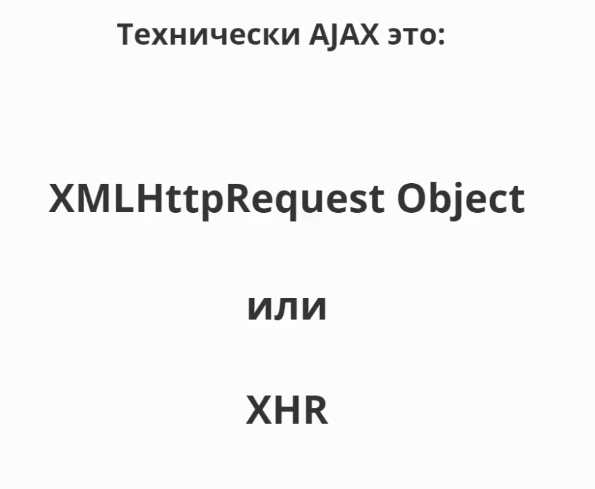 Технически AJAX это:
XMLHttpRequest Object
или
XHR